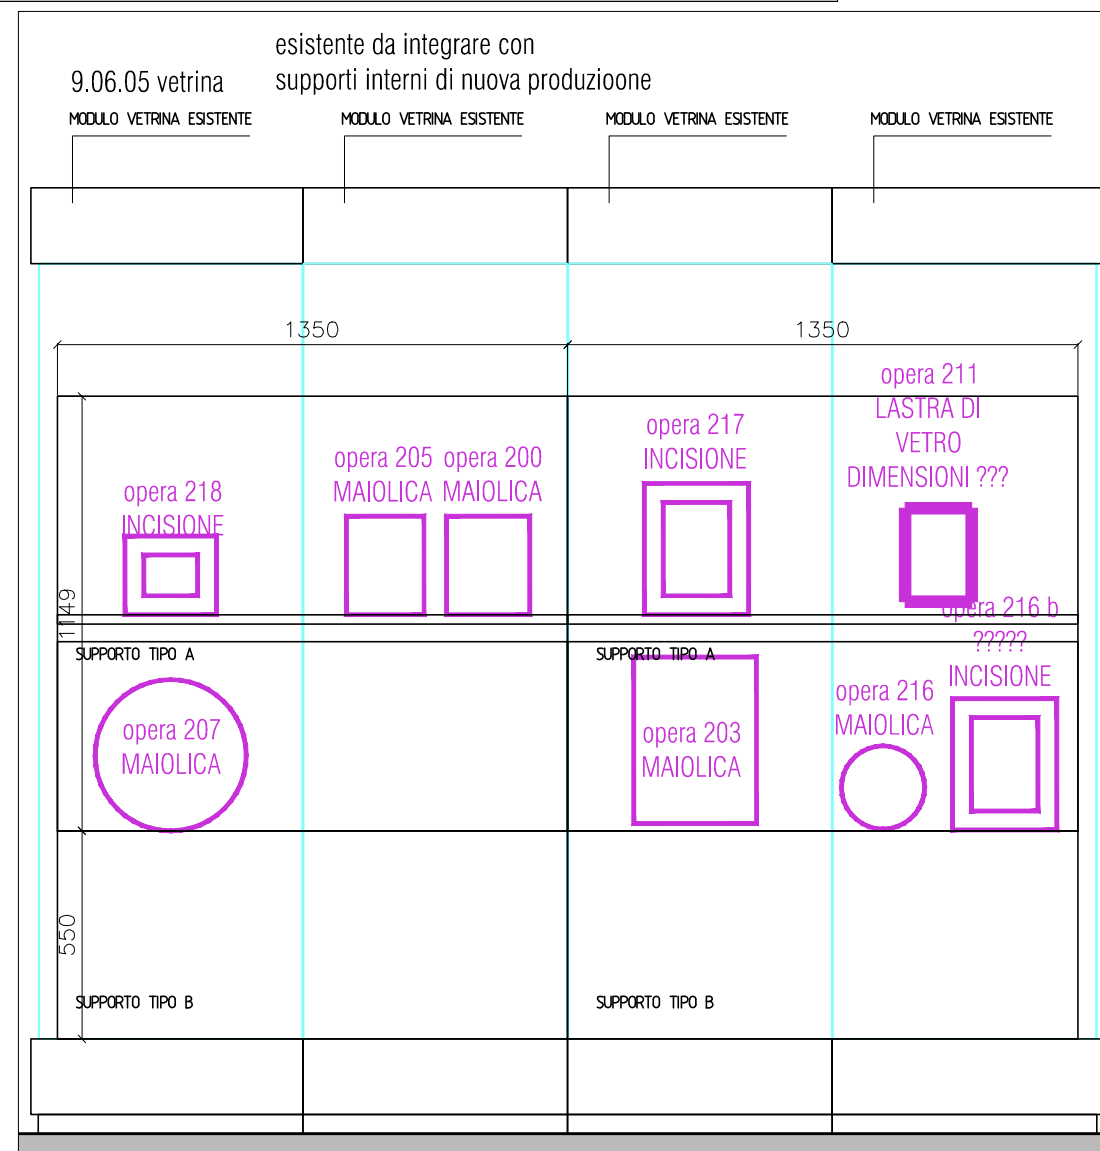 esistente da integrare con
9.06.05 vetrina
supporti interni di nuova produzioone
MODULO VETRINA ESISTENTE
MODULO VETRINA ESISTENTE
MODULO VETRINA ESISTENTE
MODULO VETRINA ESISTENTE
1350
1350
opera 211
LASTRA DI
VETRO
DIMENSIONI ???
opera 217
INCISIONE
opera 205
MAIOLICA
opera 200
MAIOLICA
opera 218
INCISIONE
1149
opera 216 b
?????
INCISIONE
SUPPORTO TIPO A
SUPPORTO TIPO A
opera 216
MAIOLICA
opera 207
MAIOLICA
opera 203
MAIOLICA
550
SUPPORTO TIPO B
SUPPORTO TIPO B